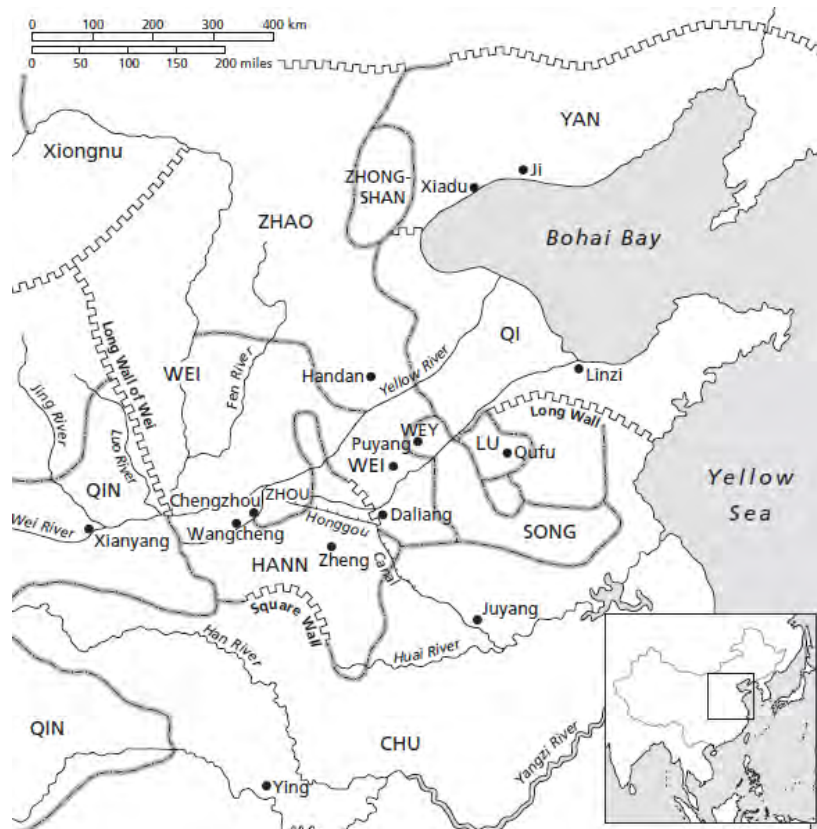 0 100 200 300 400 km
0 50 100 150 200 miles
YAN
Xiongnu
ZHONG-
SHAN
Ji
Xiadu
ZHAO
Bohai Bay
QI
Long Wall of Wei
WEI
Fen River
Handan
Yellow River
Linzi
Jing River
Luo River
Long Wall
WEY
Puyang
LU
Qufu
WEI
Yellow
Sea
QIN
Chengzhou
ZHOU
Wei River
Xianyang
Wangcheng
Honggou
Canal
Daliang
SONG
Zheng
HANN
Square Wall
Juyang
Han River
Huai River
QIN
CHU
Yangzi River
Ying